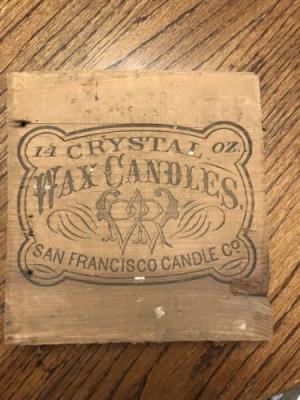 14 CRYSTAL OZ.
WAX CANDLES.
SAN FRANCISCO CANDLE Co